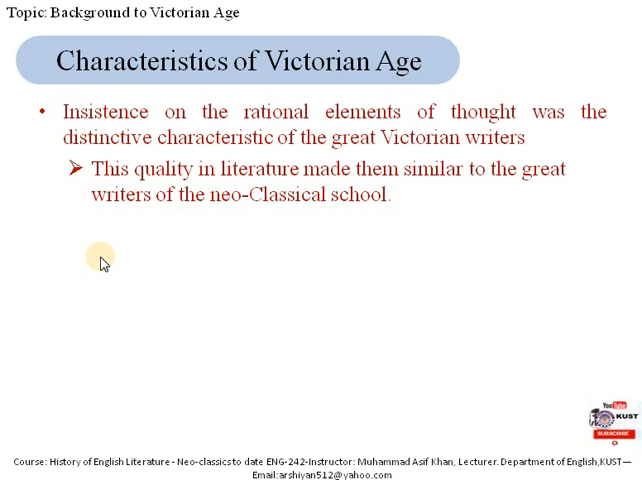 Topic: Background to Victorian Age
Characteristics of Victorian Age
• Insistence on the rational elements of thought was the
distinctive characteristic of the great Victorian writers
➢ This quality in literature made them similar to the great
writers of the neo-Classical school.
YouTube
KUST
SUBSCRIBE
Course: History of English Literature - Neo-classics to date ENG-242-Instructor: Muhammad Asif Khan, Lecturer. Department of English,KUST—
Email:arshiyan512@yahoo.com